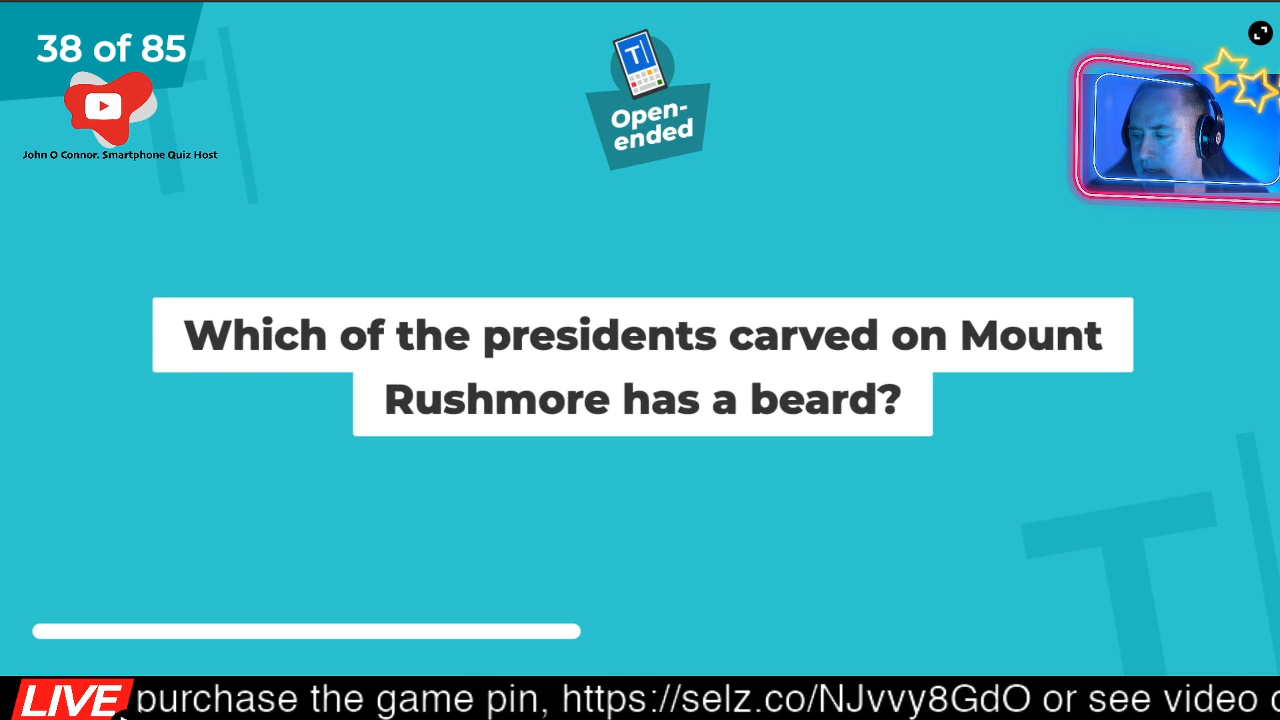 38 of 85
T
John O Connor. Smartphone Quiz Host
Open-
ended
Which of the presidents carved on Mount
Rushmore has a beard?
LIVE purchase the game pin, https://selz.co/NJvvy8GdO or see video